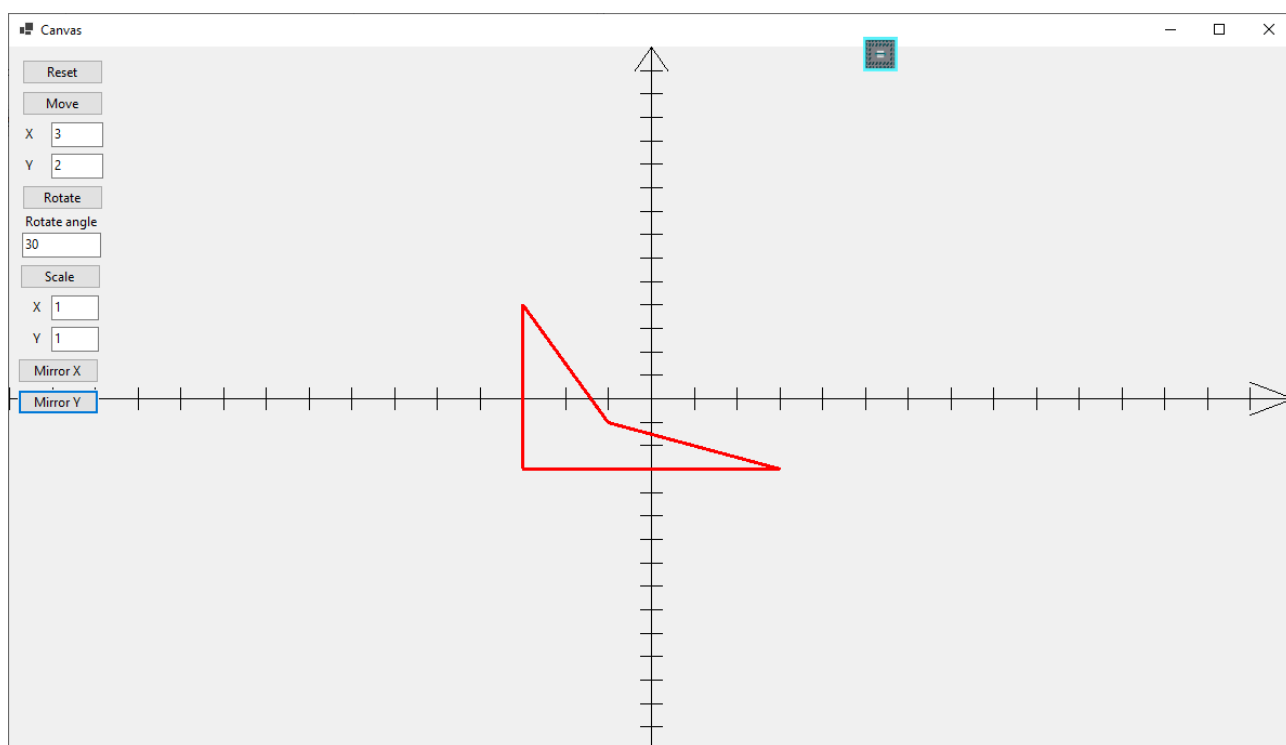 Canvas
Reset
Move
X 3
Y 2
Rotate
Rotate angle
30
Scale
X 1
Y 1
Mirror X
Mirror Y